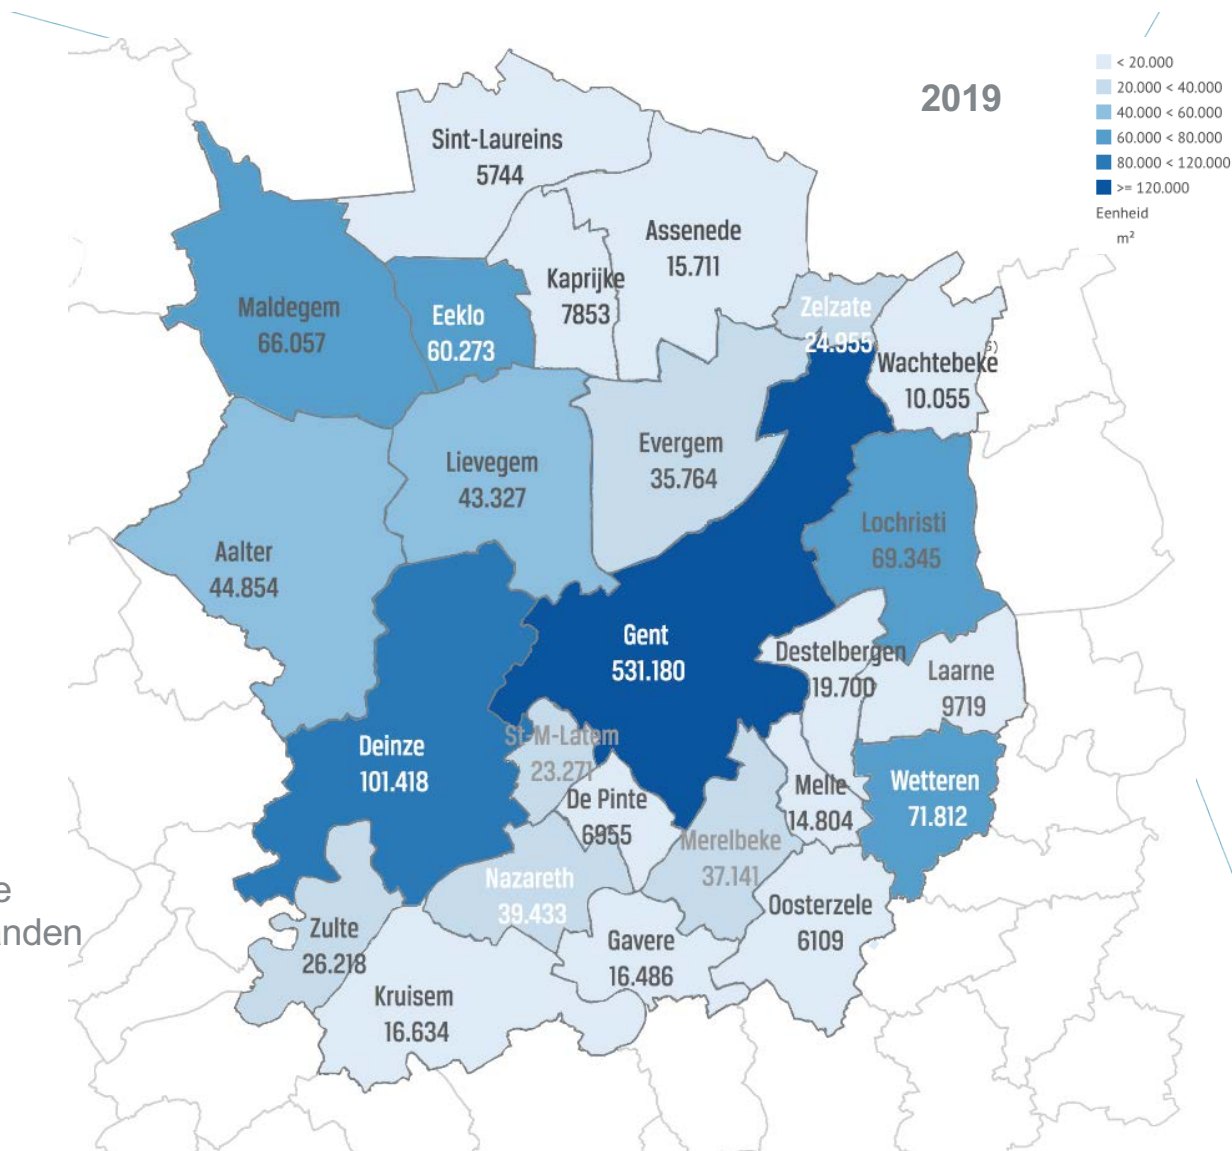 2019
< 20.000
20.000 < 40.000
40.000 < 60.000
60.000 < 80.000
80.000 < 120.000
>= 120.000
Eenheid
m²
Sint-Laureins
5744
Assenede
15.711
Kaprijke
7853
Maldegem
66.057
Eeklo
60.273
Zelzate
24.955
5)
Wachtebeke
10.055
Evergem
35.764
Lievegem
43.327
Lochristi
69.345
Aalter
44.854
Gent
531.180
Destelbergen
19.700
Laarne
9719
Deinze
101.418
St-M-Latem
23.271
De Pinte
6955
Melle
14.804
Wetteren
71.812
Merelbeke
37.141
Nazareth
39.433
Oosterzele
6109
Zulte
26.218
Gavere
16.486
Kruisem
16.634
e
anden